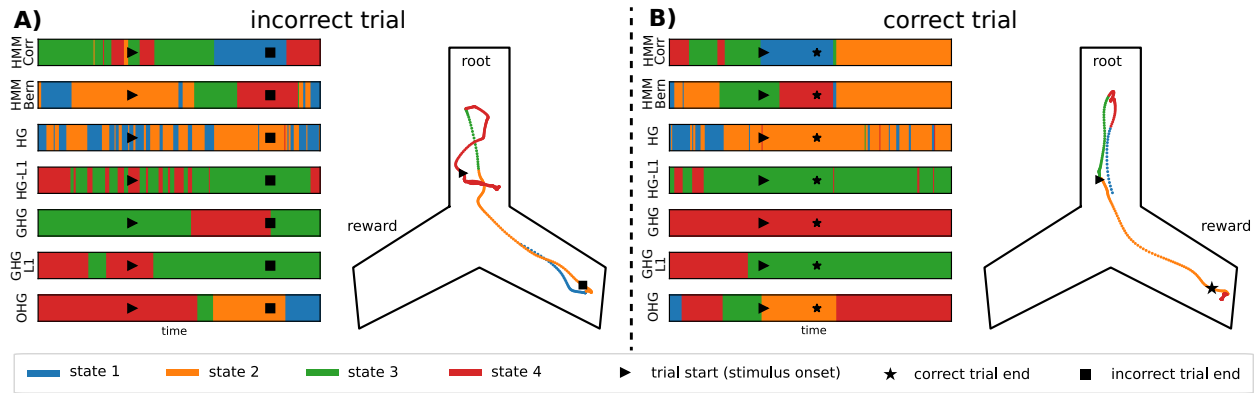 A)
incorrect trial
HMM
Corr
HMM
Bern
HG
HG-L1
GHG
GHG
L1
OHG
time
root
reward
B)
correct trial
HMM
Corr
HMM
Bern
HG
HG-L1
GHG
GHG
L1
OHG
time
root
reward
state 1
state 2
state 3
state 4
trial start (stimulus onset)
correct trial end
incorrect trial end